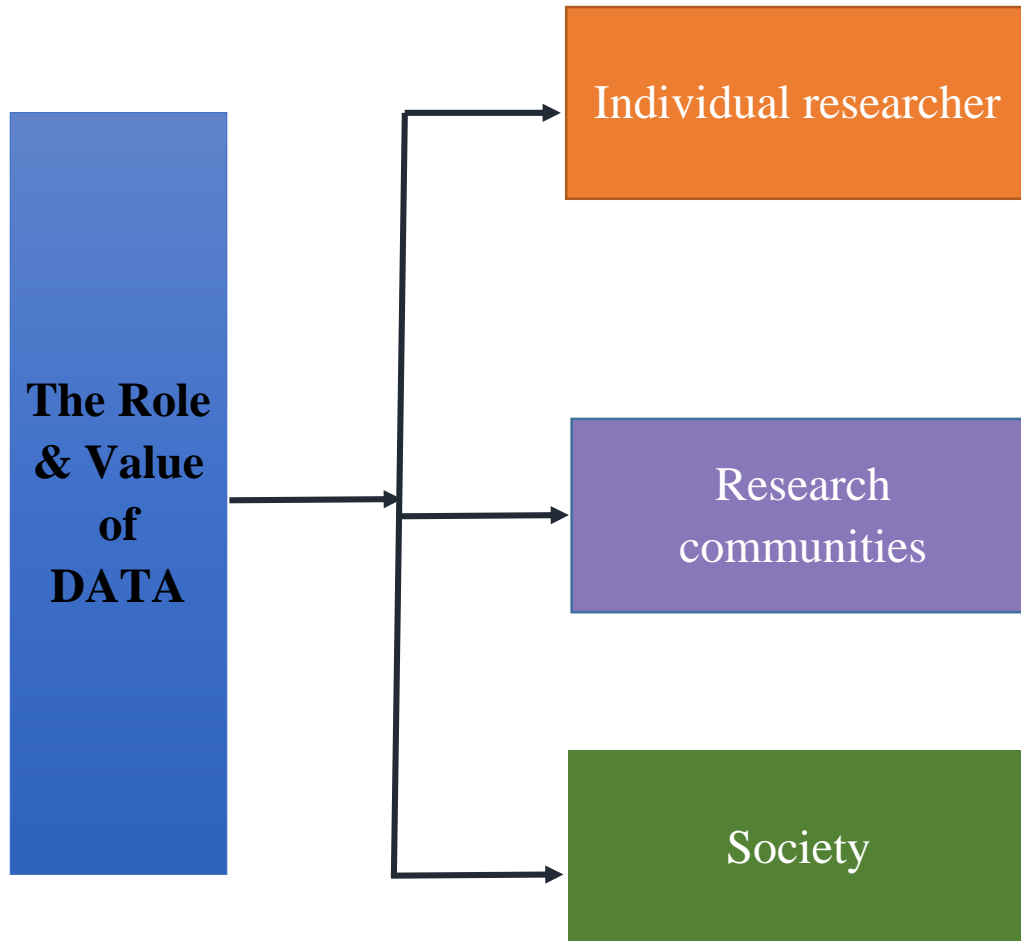 The Role
& Value
of
DATA
Individual researcher
Research
communities
Society